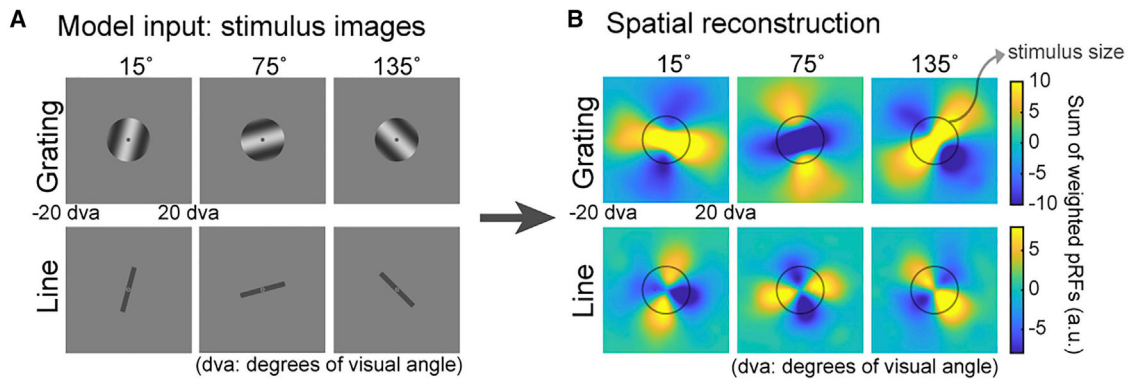 A Model input: stimulus images
15° 75° 135°
Grating
-20 dva 20 dva
Line
(dva: degrees of visual angle)
B Spatial reconstruction
stimulus size
15° 75° 135°
Grating
-20 dva 20 dva
Line
(dva: degrees of visual angle)
10
5
0
-5
-10
5
0
-5
Sum of weighted pRFs (a.u.)